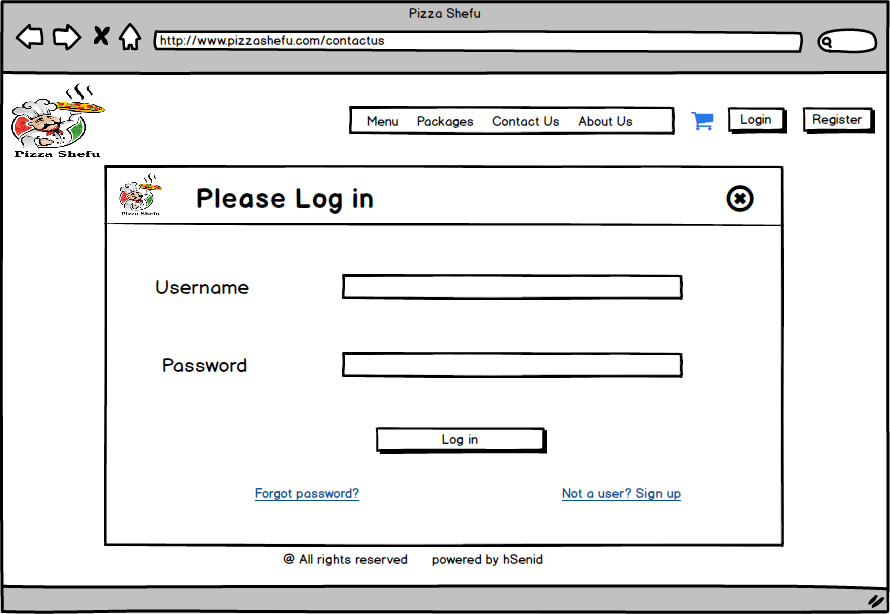 Pizza Shefu
http://www.pizzashefu.com/contactus
Pizza Shefu
Menu Packages Contact Us About Us
Login
Register
Pizza Shefu
Please Log in
Username
Password
Log in
Forgot password? Not a user? Sign up
@ All rights reserved powered by hSenid